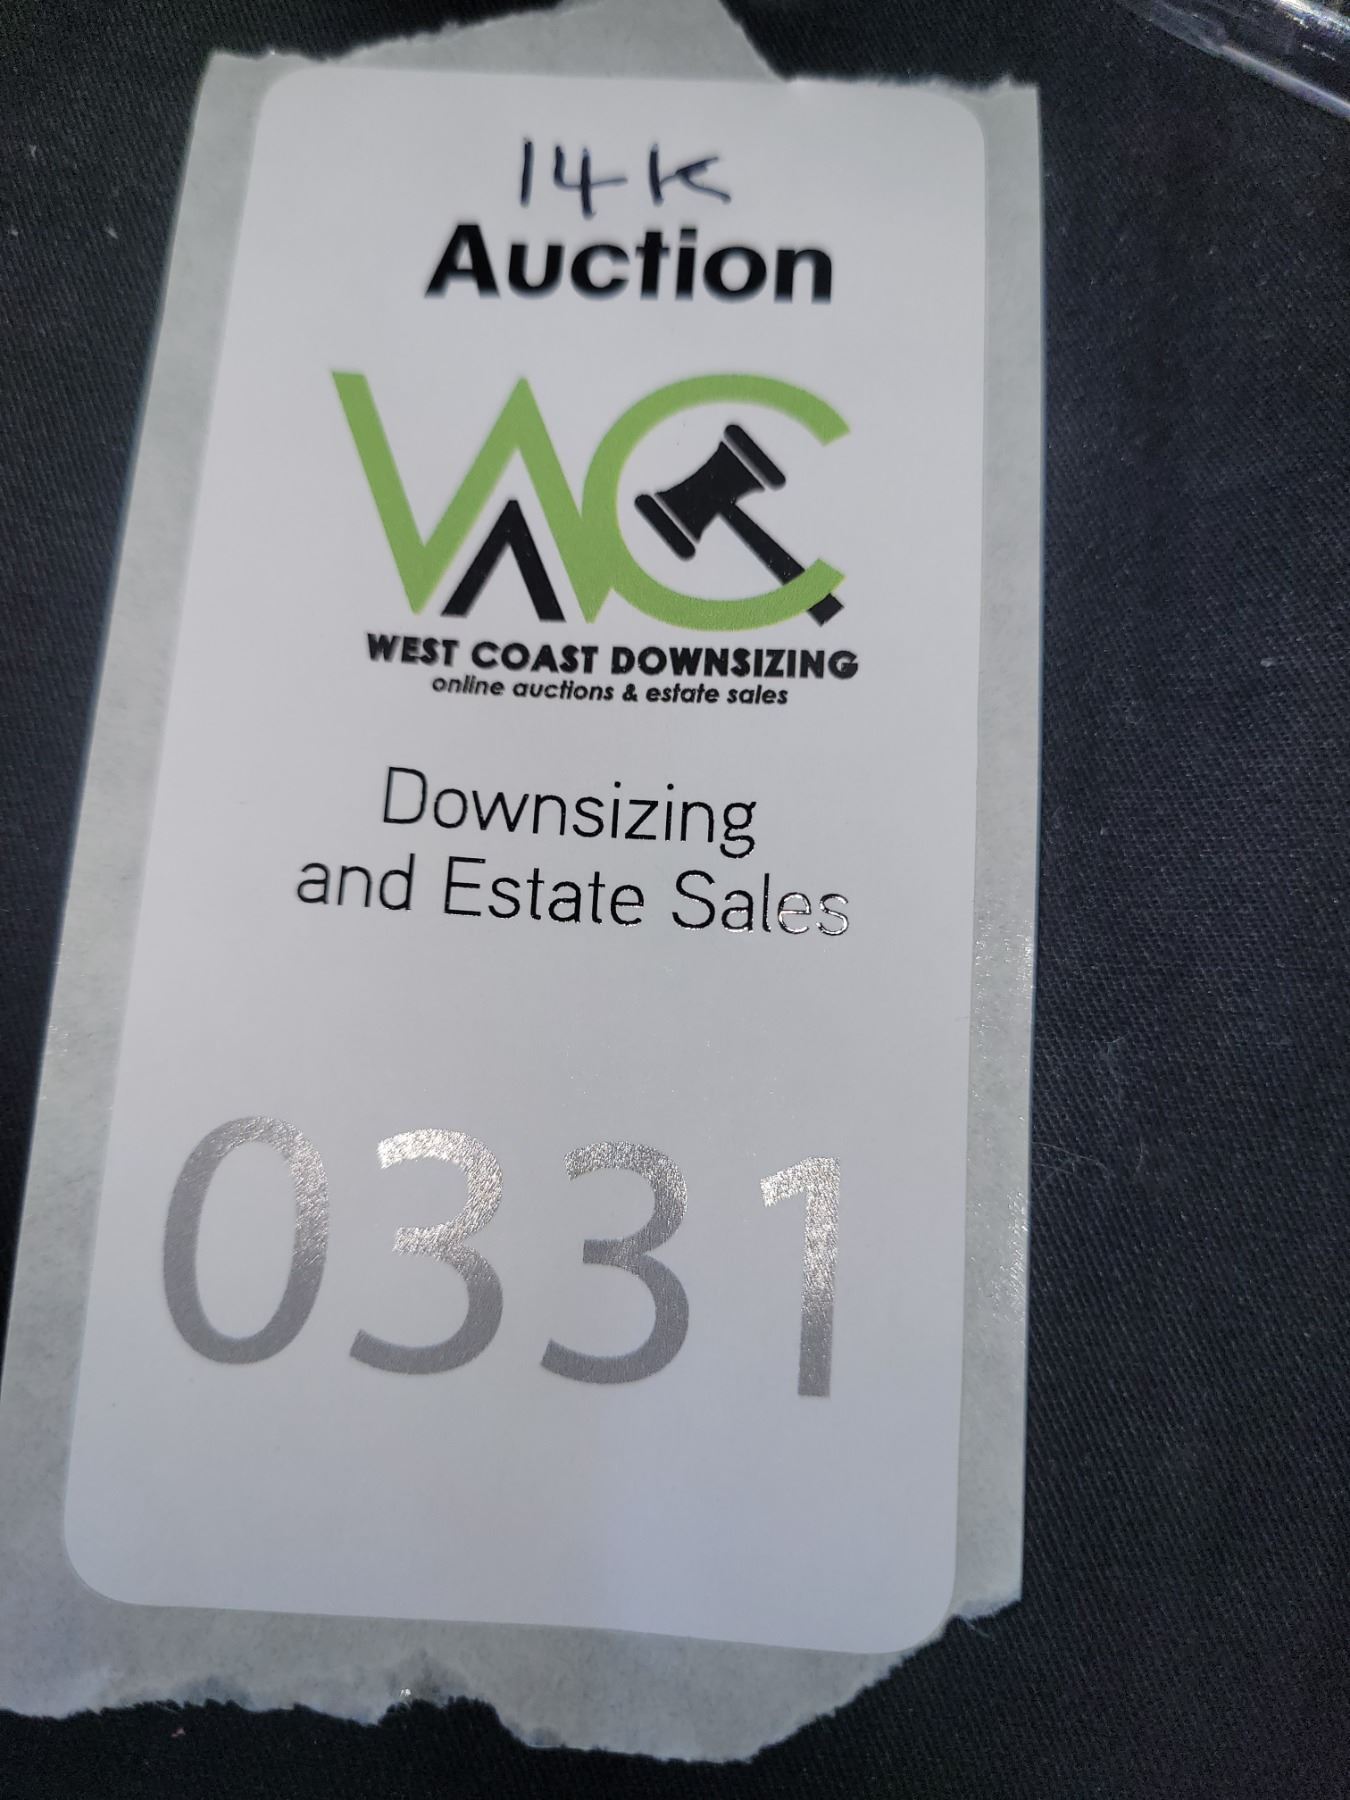 14K
Auction
WC
WEST COAST DOWNSIZING
online auctions & estate sales
Downsizing
and Estate Sales
0331